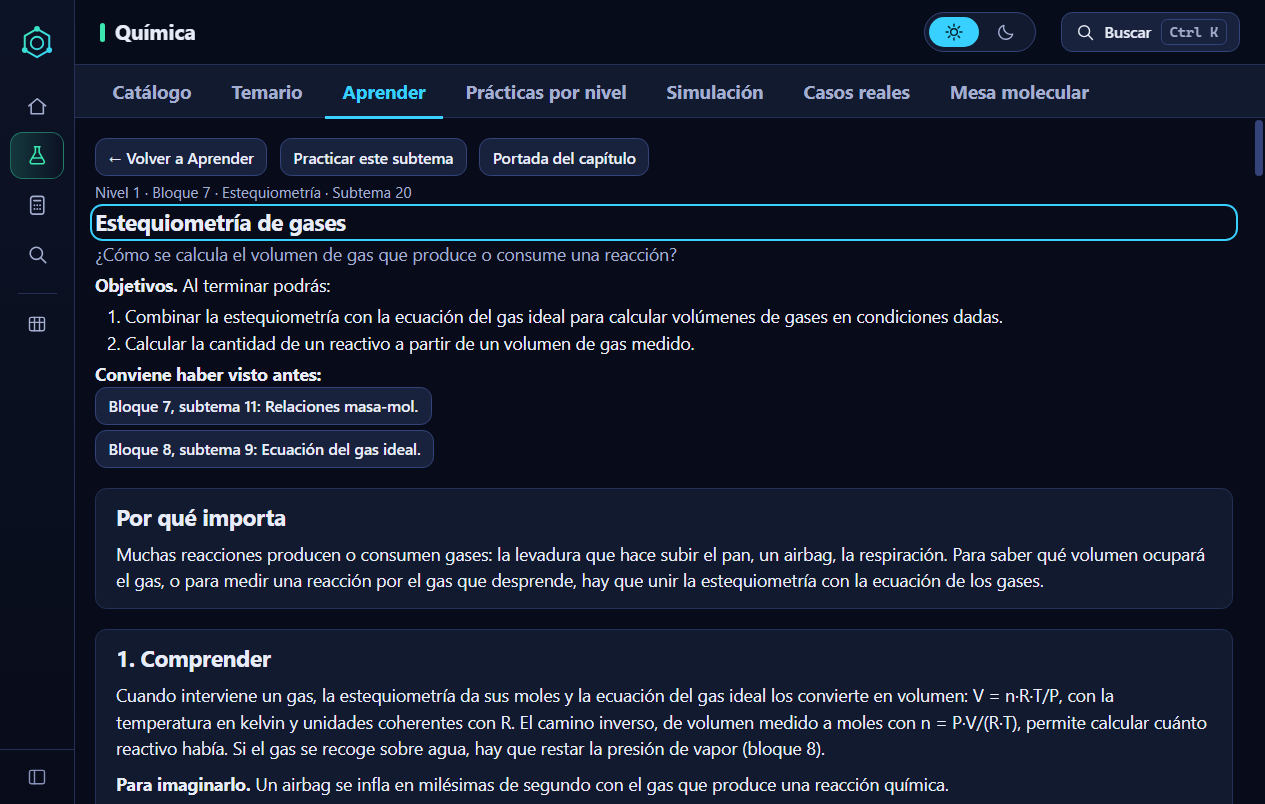 Química
Buscar Ctrl K
Catálogo Temario Aprender Prácticas por nivel Simulación Casos reales Mesa molecular
← Volver a Aprender Practicar este subtema Portada del capítulo
Nivel 1 · Bloque 7 · Estequiometría · Subtema 20
Estequiometría de gases
¿Cómo se calcula el volumen de gas que produce o consume una reacción?
Objetivos. Al terminar podrás:
1. Combinar la estequiometría con la ecuación del gas ideal para calcular volúmenes de gases en condiciones dadas.
2. Calcular la cantidad de un reactivo a partir de un volumen de gas medido.
Conviene haber visto antes:
Bloque 7, subtema 11: Relaciones masa-mol.
Bloque 8, subtema 9: Ecuación del gas ideal.
Por qué importa
Muchas reacciones producen o consumen gases: la levadura que hace subir el pan, un airbag, la respiración. Para saber qué volumen ocupará
el gas, o para medir una reacción por el gas que desprende, hay que unir la estequiometría con la ecuación de los gases.
1. Comprender
Cuando interviene un gas, la estequiometría da sus moles y la ecuación del gas ideal los convierte en volumen: V = n·R·T/P, con la
temperatura en kelvin y unidades coherentes con R. El camino inverso, de volumen medido a moles con n = P·V/(R·T), permite calcular cuánto
reactivo había. Si el gas se recoge sobre agua, hay que restar la presión de vapor (bloque 8).
Para imaginarlo. Un airbag se infla en milésimas de segundo con el gas que produce una reacción química.